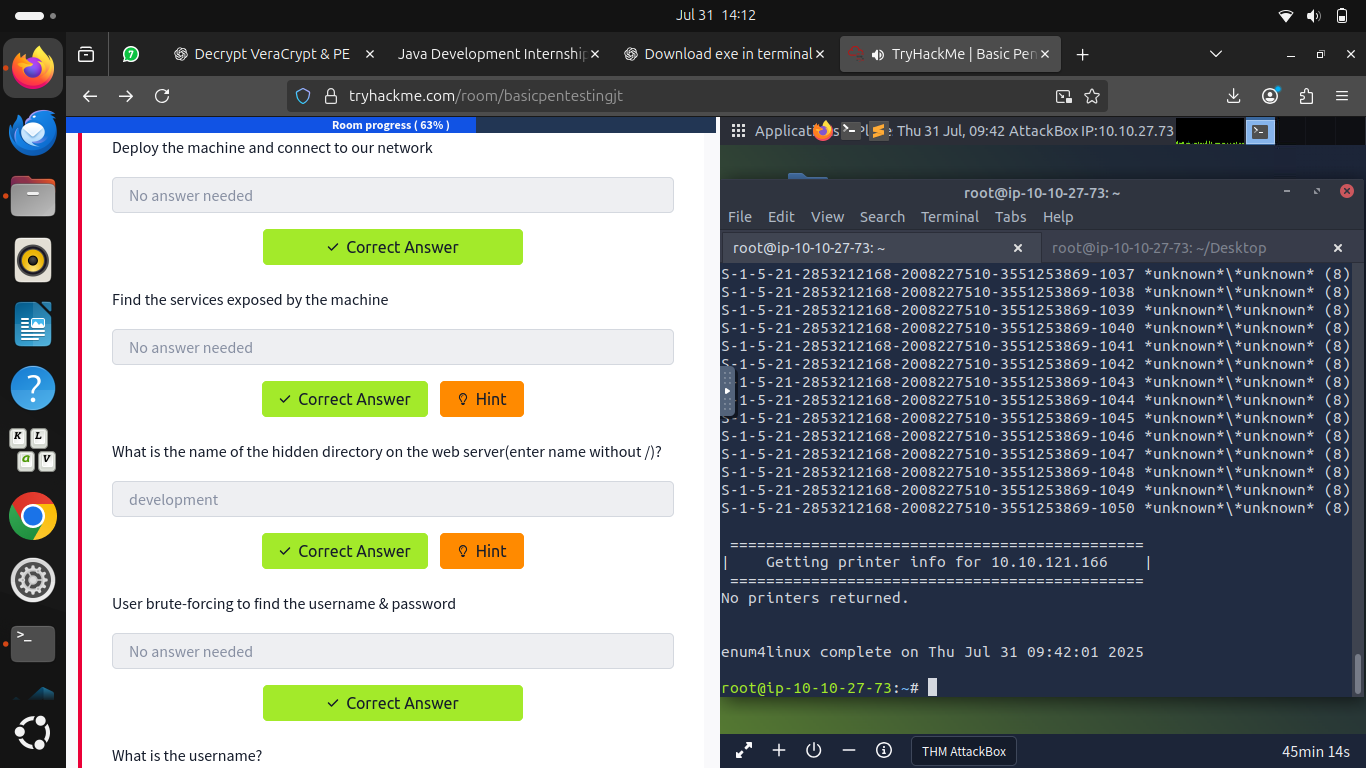 Jul 31 14:12
7
Decrypt VeraCrypt & PE
Java Development Internshi
Download exe in terminal
TryHackMe | Basic Pen
tryhackme.com/room/basicpentestingjt
Room progress ( 63% )
Deploy the machine and connect to our network
No answer needed
✓ Correct Answer
Find the services exposed by the machine
No answer needed
✓ Correct Answer
Hint
What is the name of the hidden directory on the web server(enter name without /)?
development
✓ Correct Answer
Hint
User brute-forcing to find the username & password
No answer needed
✓ Correct Answer
What is the username?
Thu 31 Jul, 09:42 AttackBox IP:10.10.27.73
root@ip-10-10-27-73: ~
File Edit View Search Terminal Tabs Help
root@ip-10-10-27-73: ~
root@ip-10-10-27-73: ~/Desktop
S-1-5-21-2853212168-2008227510-3551253869-1037 *unknown*\*unknown* (8)
S-1-5-21-2853212168-2008227510-3551253869-1038 *unknown*\*unknown* (8)
S-1-5-21-2853212168-2008227510-3551253869-1039 *unknown*\*unknown* (8)
S-1-5-21-2853212168-2008227510-3551253869-1040 *unknown*\*unknown* (8)
S-1-5-21-2853212168-2008227510-3551253869-1041 *unknown*\*unknown* (8)
S-1-5-21-2853212168-2008227510-3551253869-1042 *unknown*\*unknown* (8)
-1-5-21-2853212168-2008227510-3551253869-1043 *unknown*\*unknown* (8)
-1-5-21-2853212168-2008227510-3551253869-1044 *unknown*\*unknown* (8)
S-1-5-21-2853212168-2008227510-3551253869-1045 *unknown*\*unknown* (8)
S-1-5-21-2853212168-2008227510-3551253869-1046 *unknown*\*unknown* (8)
S-1-5-21-2853212168-2008227510-3551253869-1047 *unknown*\*unknown* (8)
S-1-5-21-2853212168-2008227510-3551253869-1048 *unknown*\*unknown* (8)
S-1-5-21-2853212168-2008227510-3551253869-1049 *unknown*\*unknown* (8)
S-1-5-21-2853212168-2008227510-3551253869-1050 *unknown*\*unknown* (8)
==============================================
| Getting printer info for 10.10.121.166 |
==============================================
No printers returned.
enum4linux complete on Thu Jul 31 09:42:01 2025
root@ip-10-10-27-73:~#
THM AttackBox
45min 14s
K L
a V